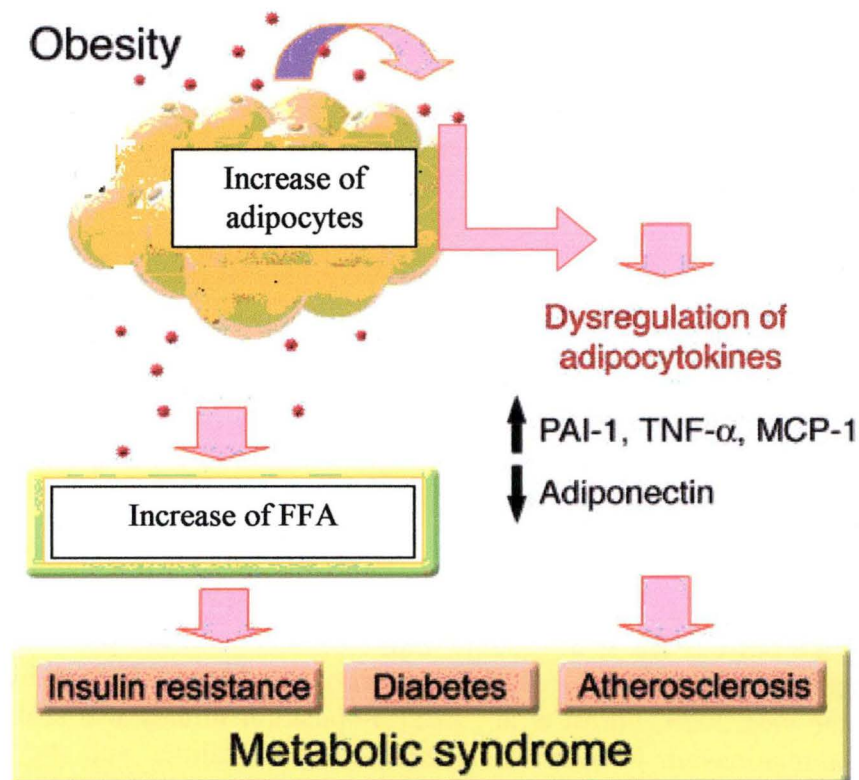 Obesity
Increase of
adipocytes
Dysregulation of
adipocytokines
PAI-1, TNF-α, MCP-1
Adiponectin
Increase of FFA
Insulin resistance
Diabetes
Atherosclerosis
Metabolic syndrome